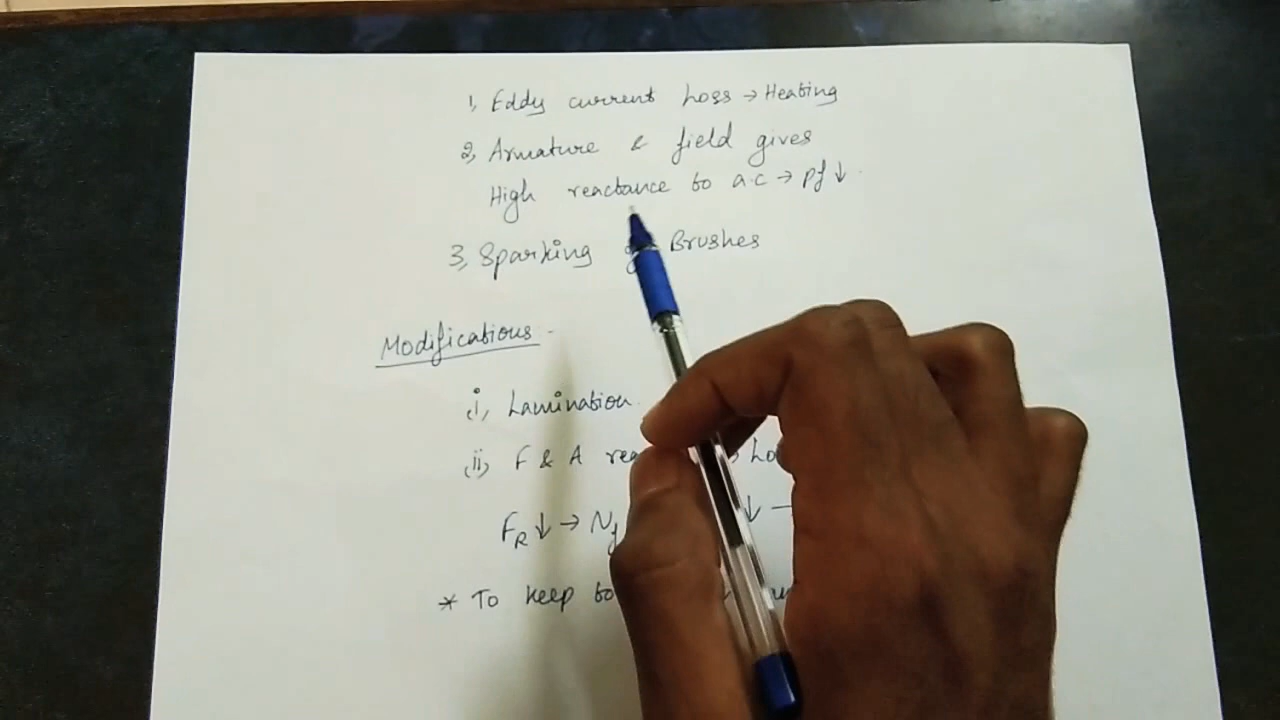 1, Eddy current Loss → Heating
2, Armature & field gives
High reactance to a.c → pf ↓
3, Sparking Brushes
Modifications -
(i), Lamination
(ii), F & A
F_R ↓ → N_f ↓ →
* To keep